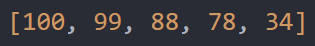 [100, 99, 88, 78, 34]